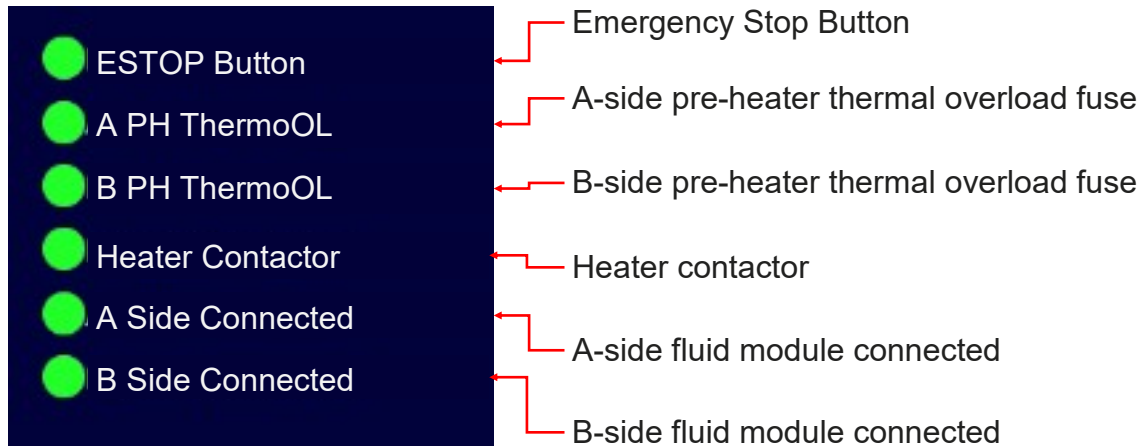 ESTOP Button
A PH ThermoOL
B PH ThermoOL
Heater Contactor
A Side Connected
B Side Connected
Emergency Stop Button
A-side pre-heater thermal overload fuse
B-side pre-heater thermal overload fuse
Heater contactor
A-side fluid module connected
B-side fluid module connected